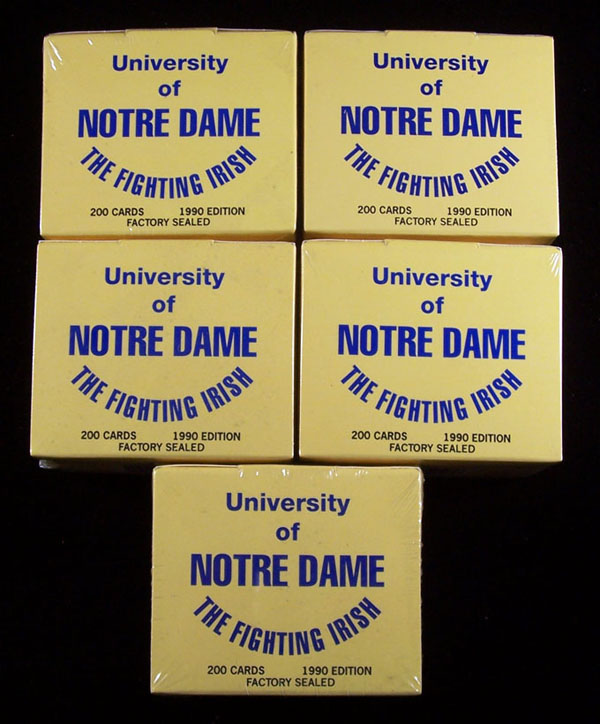 University
of
NOTRE DAME
THE FIGHTING IRISH
200 CARDS 1990 EDITION
FACTORY SEALED
University
of
NOTRE DAME
THE FIGHTING IRISH
200 CARDS 1990 EDITION
FACTORY SEALED
University
of
NOTRE DAME
THE FIGHTING IRISH
200 CARDS 1990 EDITION
FACTORY SEALED
University
of
NOTRE DAME
THE FIGHTING IRISH
200 CARDS 1990 EDITION
FACTORY SEALED
University
of
NOTRE DAME
THE FIGHTING IRISH
200 CARDS 1990 EDITION
FACTORY SEALED